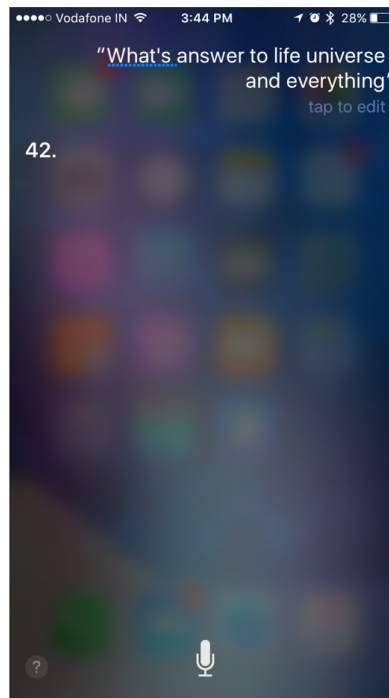 Vodafone IN 3:44 PM 28%
“What's answer to life universe
and everything”
tap to edit
42.
?